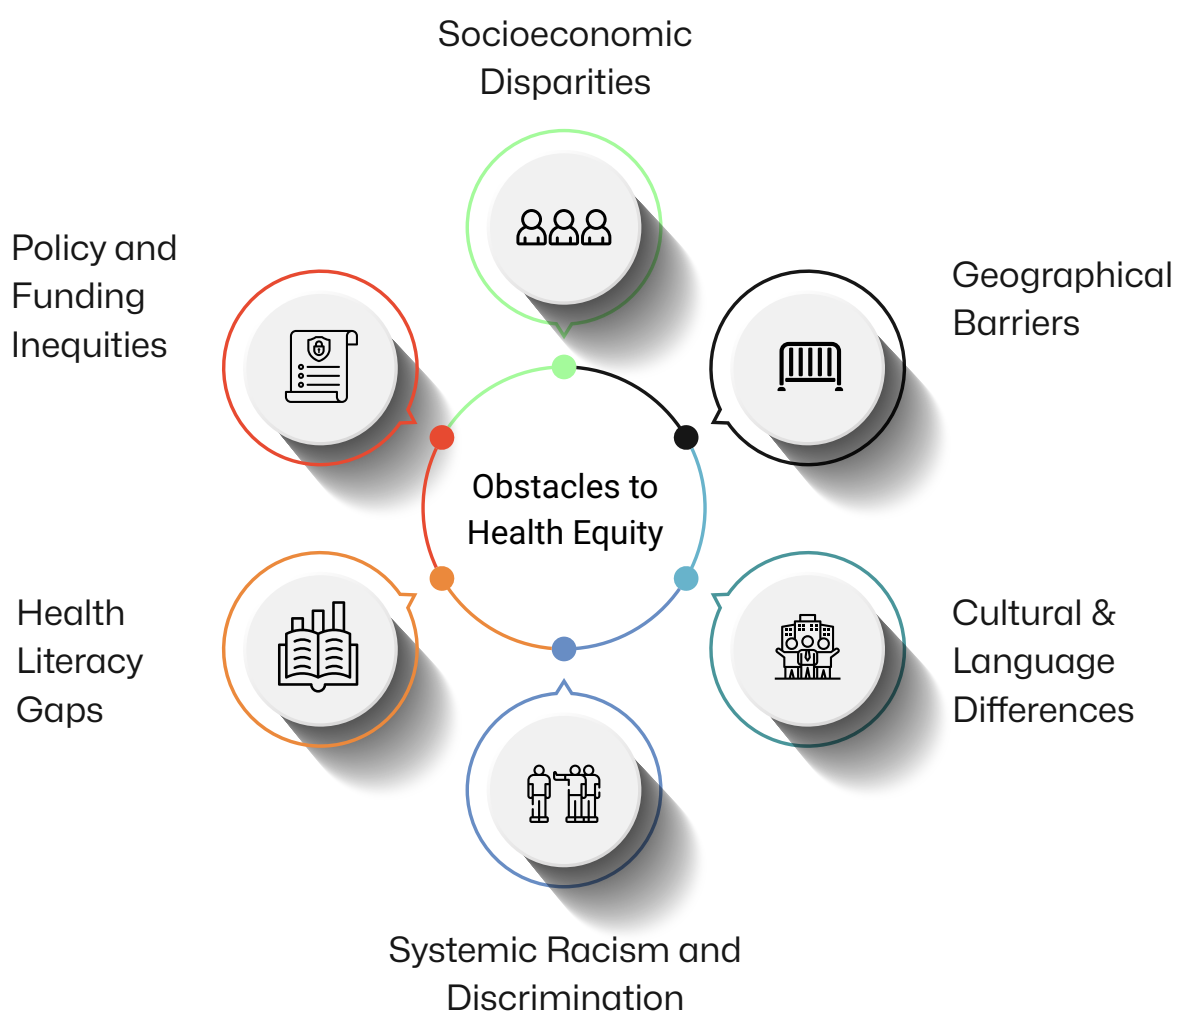 Socioeconomic
Disparities
Policy and
Funding
Inequities
Geographical
Barriers
Obstacles to
Health Equity
Health
Literacy
Gaps
Cultural &
Language
Differences
Systemic Racism and
Discrimination